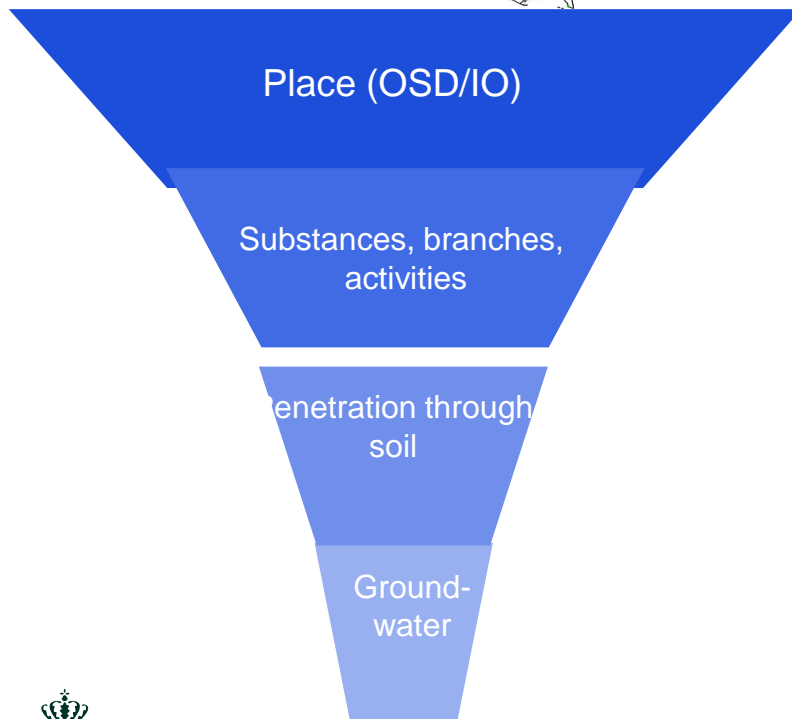 Place (OSD/IO)
Substances, branches,
activities
Penetration through
soil
Ground-
water